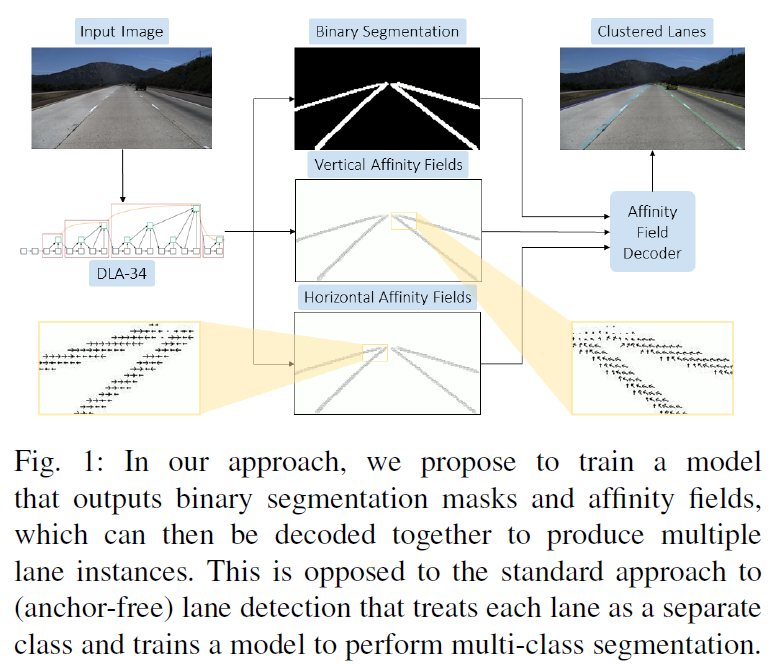 Input Image
Binary Segmentation
Clustered Lanes
Vertical Affinity Fields
Affinity
Field
Decoder
DLA-34
Horizontal Affinity Fields
Fig. 1: In our approach, we propose to train a model
that outputs binary segmentation masks and affinity fields,
which can then be decoded together to produce multiple
lane instances. This is opposed to the standard approach to
(anchor-free) lane detection that treats each lane as a separate
class and trains a model to perform multi-class segmentation.